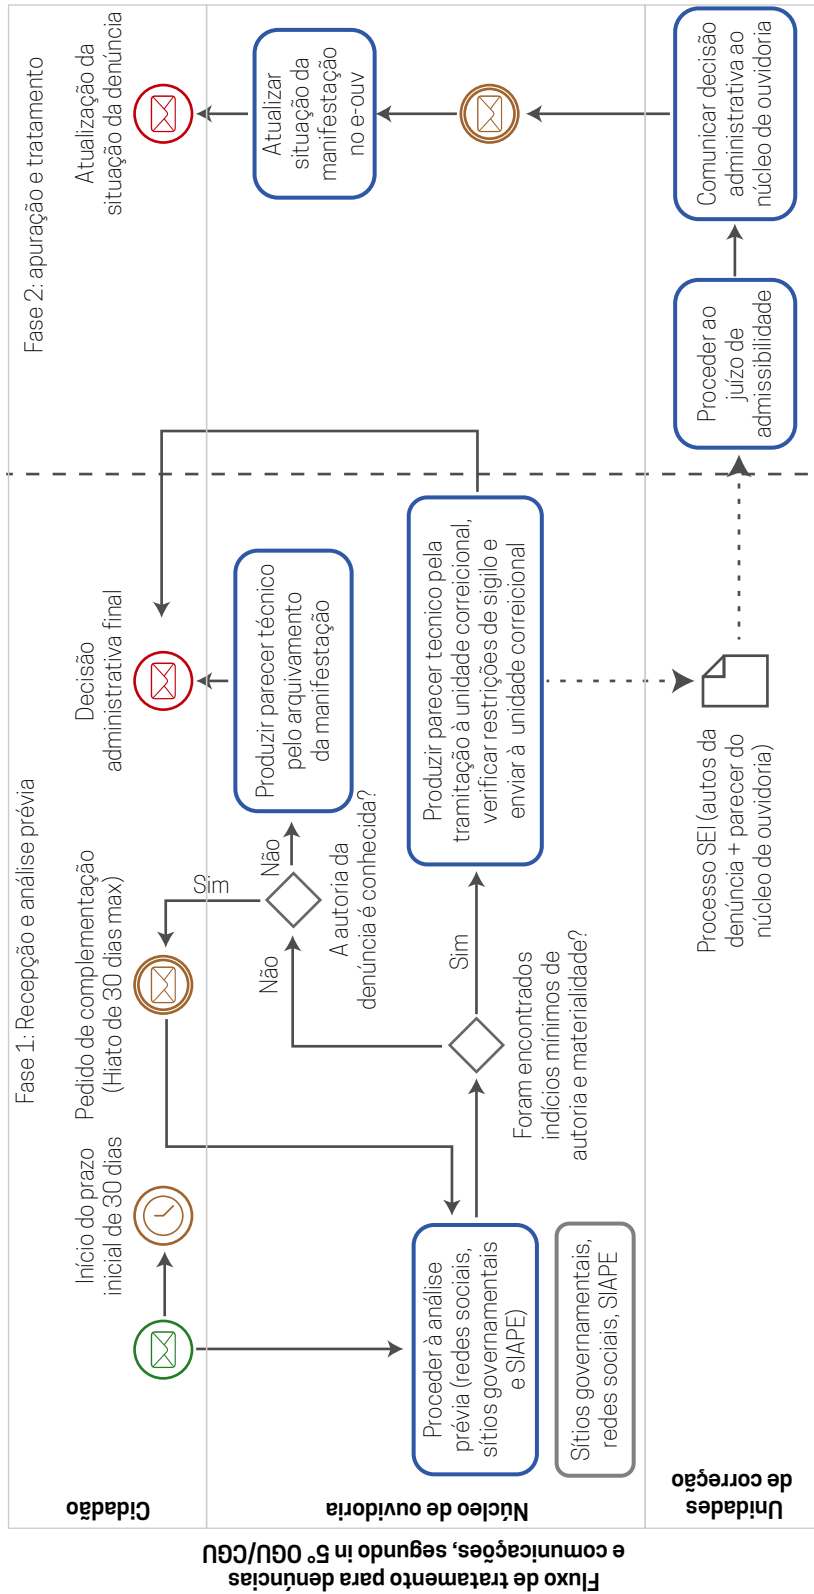 Fluxo de tratamento para denúncias
e comunicações, segundo in 5º OGU/CGU
Cidadão
Núcleo de ouvidoria
Unidades
de correção
Fase 1: Recepção e análise prévia
Fase 2: apuração e tratamento
Início do prazo
inicial de 30 dias
Pedido de complementação
(Hiato de 30 dias max)
Decisão
administrativa final
Atualização da
situação da denúncia
Proceder à análise
prévia (redes sociais,
sítios governamentais
e SIAPE)
Sítios governamentais,
redes sociais, SIAPE
Foram encontrados
indícios mínimos de
autoria e materialidade?
Não
Sim
A autoria da
denúncia é conhecida?
Sim
Não
Produzir parecer técnico
pelo arquivamento
da manifestação
Produzir parecer tecnico pela
tramitação à unidade correicional,
verificar restrições de sigilo e
enviar à unidade correicional
Atualizar
situação da
manifestação
no e-ouv
Processo SEI (autos da
denúncia + parecer do
núcleo de ouvidoria)
Proceder ao
juízo de
admissibilidade
Comunicar decisão
administrativa ao
núcleo de ouvidoria